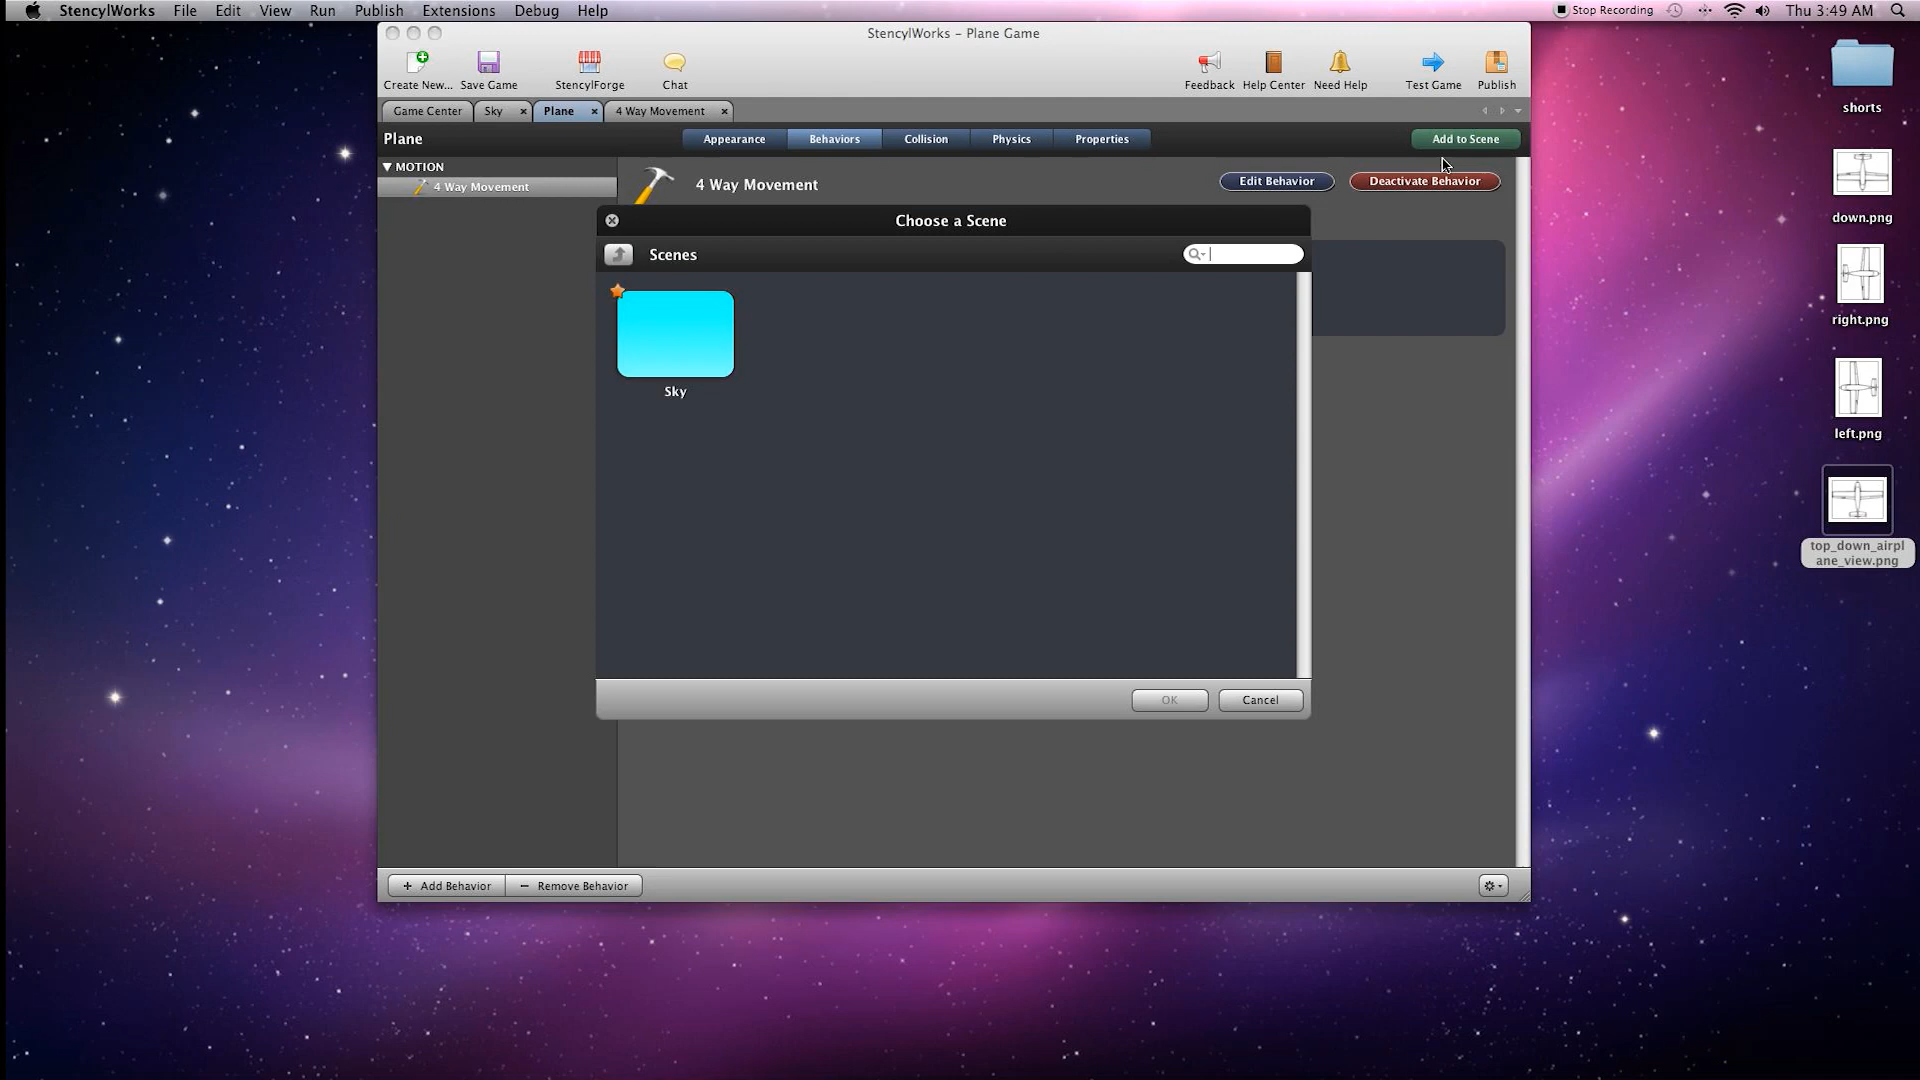 StencylWorks File Edit View Run Publish Extensions Debug Help Stop Recording Thu 3:49 AM
StencylWorks – Plane Game
Create New... Save Game StencylForge Chat Feedback Help Center Need Help Test Game Publish
Game Center Sky Plane 4 Way Movement
Plane Appearance Behaviors Collision Physics Properties Add to Scene
MOTION
4 Way Movement
4 Way Movement Edit Behavior Deactivate Behavior
Choose a Scene
Scenes
Sky
OK Cancel
+ Add Behavior − Remove Behavior
shorts
down.png
right.png
left.png
top_down_airpl
ane_view.png